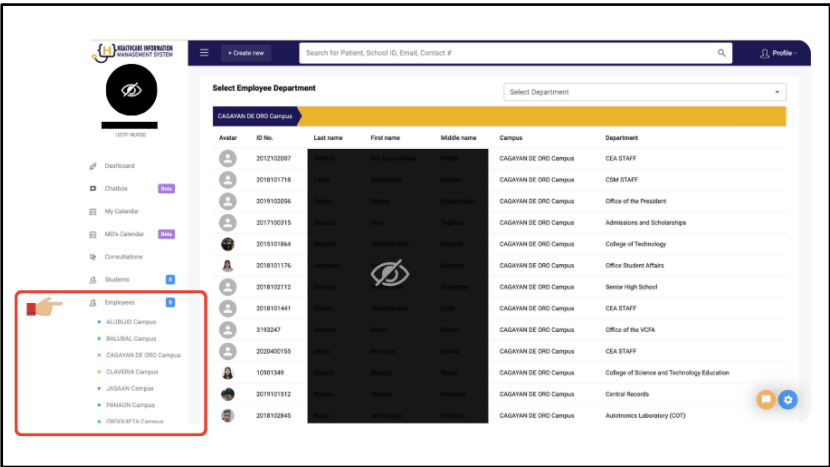 HEALTHCARE INFORMATION
MANAGEMENT SYSTEM
+ Create new
Search for Patient, School ID, Email, Contact #
Profile
USTP NURSE
Dashboard
Chatbox Beta
My Calendar
MD's Calendar Beta
Consultations
Students
Employees
ALUBIJID Campus
BALUBAL Campus
CAGAYAN DE ORO Campus
CLAVERIA Campus
JASAAN Campus
PANAON Campus
OROQUIETA Campus
Select Employee Department
Select Department
CAGAYAN DE ORO Campus
Avatar ID No. Last name First name Middle name Campus Department
2012102007 CAGAYAN DE ORO Campus CEA STAFF
2018101718 CAGAYAN DE ORO Campus CSM STAFF
2019102056 CAGAYAN DE ORO Campus Office of the President
2017100315 CAGAYAN DE ORO Campus Admissions and Scholarships
2015101864 CAGAYAN DE ORO Campus College of Technology
2018101176 CAGAYAN DE ORO Campus Office Student Affairs
2018102112 CAGAYAN DE ORO Campus Senior High School
2018101441 CAGAYAN DE ORO Campus CEA STAFF
3193247 CAGAYAN DE ORO Campus Office of the VCFA
2020400155 CAGAYAN DE ORO Campus CEA STAFF
10901349 CAGAYAN DE ORO Campus College of Science and Technology Education
2019101512 CAGAYAN DE ORO Campus Central Records
2018102845 CAGAYAN DE ORO Campus Autotronics Laboratory (COT)